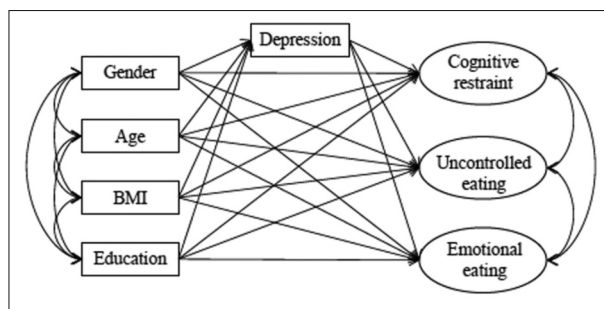 Depression
Gender
Cognitive
restraint
Age
Uncontrolled
eating
BMI
Education
Emotional
eating